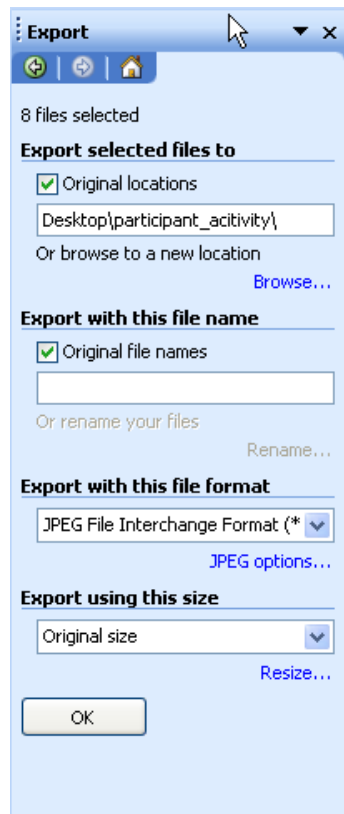 Export
8 files selected
Export selected files to
Original locations
Desktop\participant_acitivity\
Or browse to a new location
Browse...
Export with this file name
Original file names
Or rename your files
Rename...
Export with this file format
JPEG File Interchange Format (*
JPEG options...
Export using this size
Original size
Resize...
OK